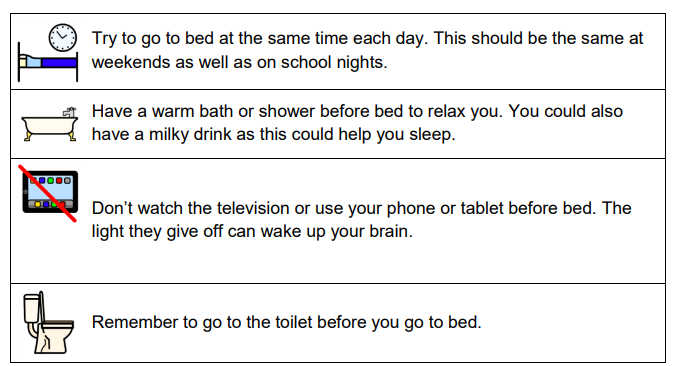 Try to go to bed at the same time each day. This should be the same at
weekends as well as on school nights.
Have a warm bath or shower before bed to relax you. You could also
have a milky drink as this could help you sleep.
Don’t watch the television or use your phone or tablet before bed. The
light they give off can wake up your brain.
Remember to go to the toilet before you go to bed.